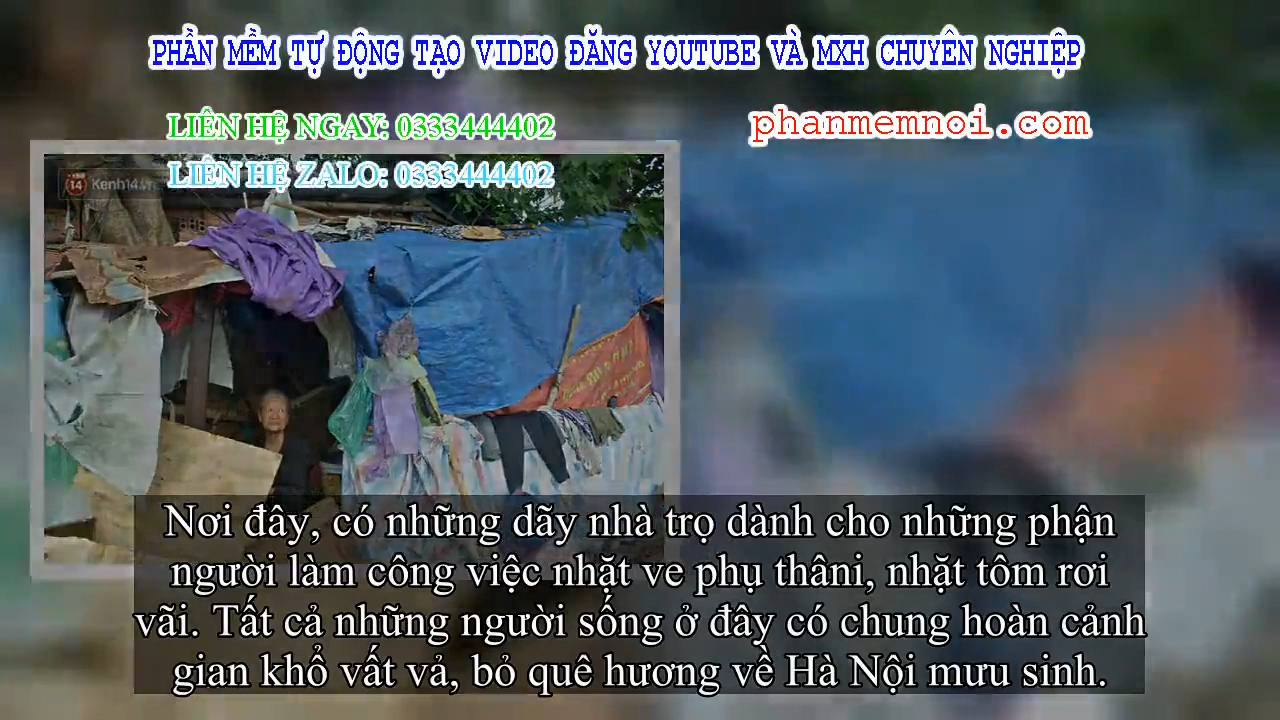 PHẦN MỀM TỰ ĐỘNG TẠO VIDEO ĐĂNG YOUTUBE VÀ MXH CHUYÊN NGHIỆP
LIÊN HỆ NGAY: 0333444402
phanmemnoi.com
LIÊN HỆ ZALO: 0333444402
14 Kenh14.vn
Nơi đây, có những dãy nhà trọ dành cho những phận
người làm công việc nhặt ve phụ thâni, nhặt tôm rơi
vãi. Tất cả những người sống ở đây có chung hoàn cảnh
gian khổ vất vả, bỏ quê hương về Hà Nội mưu sinh.